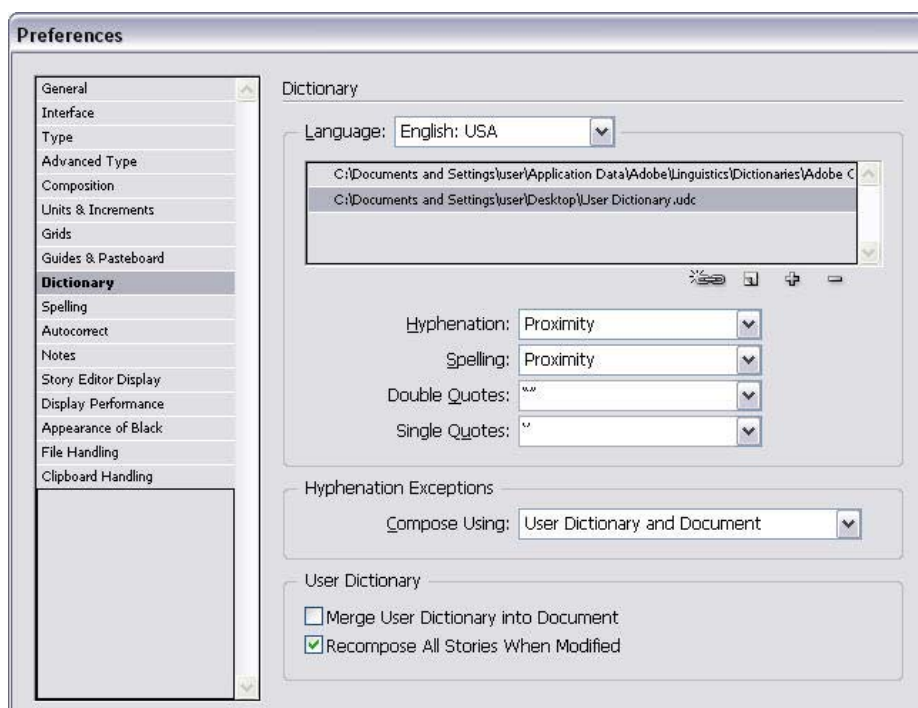 Preferences
General
Interface
Type
Advanced Type
Composition
Units & Increments
Grids
Guides & Pasteboard
Dictionary
Spelling
Autocorrect
Notes
Story Editor Display
Display Performance
Appearance of Black
File Handling
Clipboard Handling
Dictionary
Language: English: USA
C:\Documents and Settings\user\Application Data\Adobe\Linguistics\Dictionaries\Adobe C
C:\Documents and Settings\user\Desktop\User Dictionary.udc
Hyphenation: Proximity
Spelling: Proximity
Double Quotes: “”
Single Quotes: ‘’
Hyphenation Exceptions
Compose Using: User Dictionary and Document
User Dictionary
Merge User Dictionary into Document
Recompose All Stories When Modified